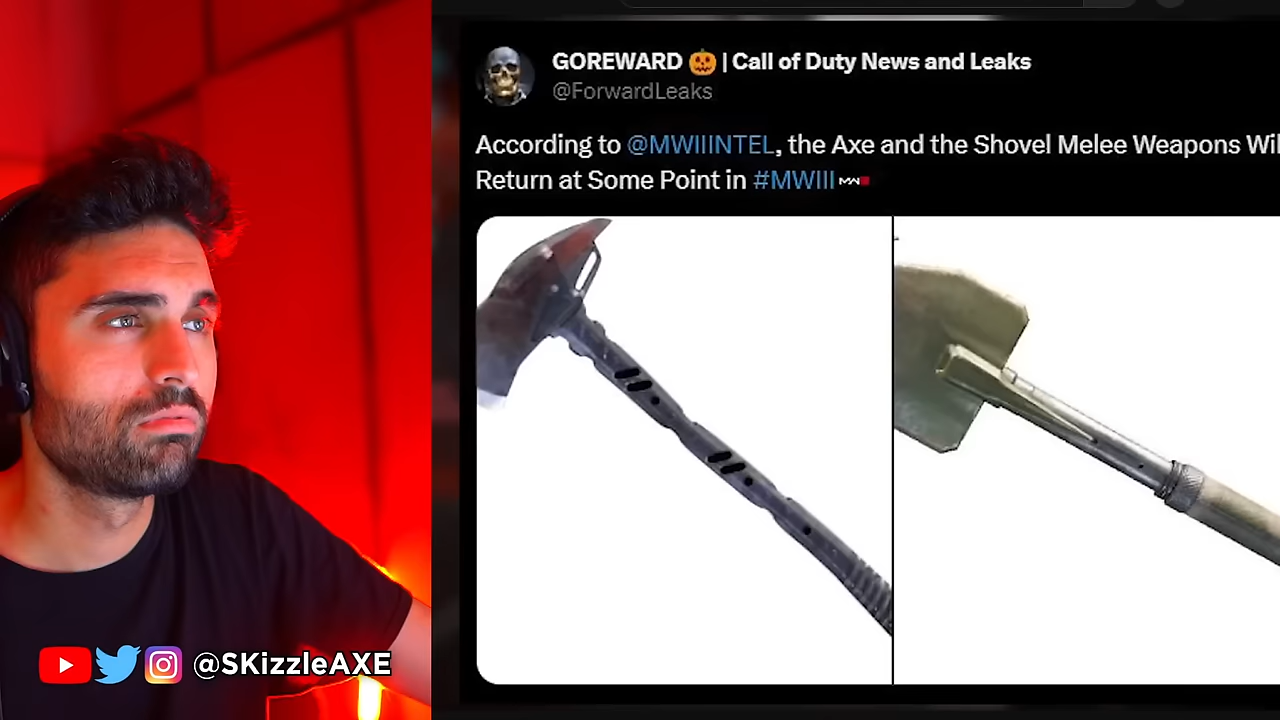 GOREWARD 🎃 | Call of Duty News and Leaks
@ForwardLeaks
According to @MWIIINTEL, the Axe and the Shovel Melee Weapons Wil
Return at Some Point in #MWIII
@SKizzleAXE